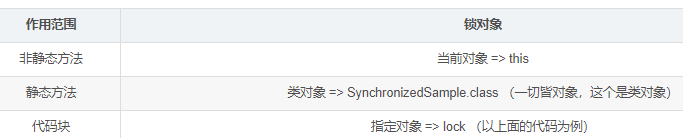 作用范围 锁对象
非静态方法 当前对象 => this
静态方法 类对象 => SynchronizedSample.class （一切皆对象，这个是类对象）
代码块 指定对象 => lock （以上面的代码为例）